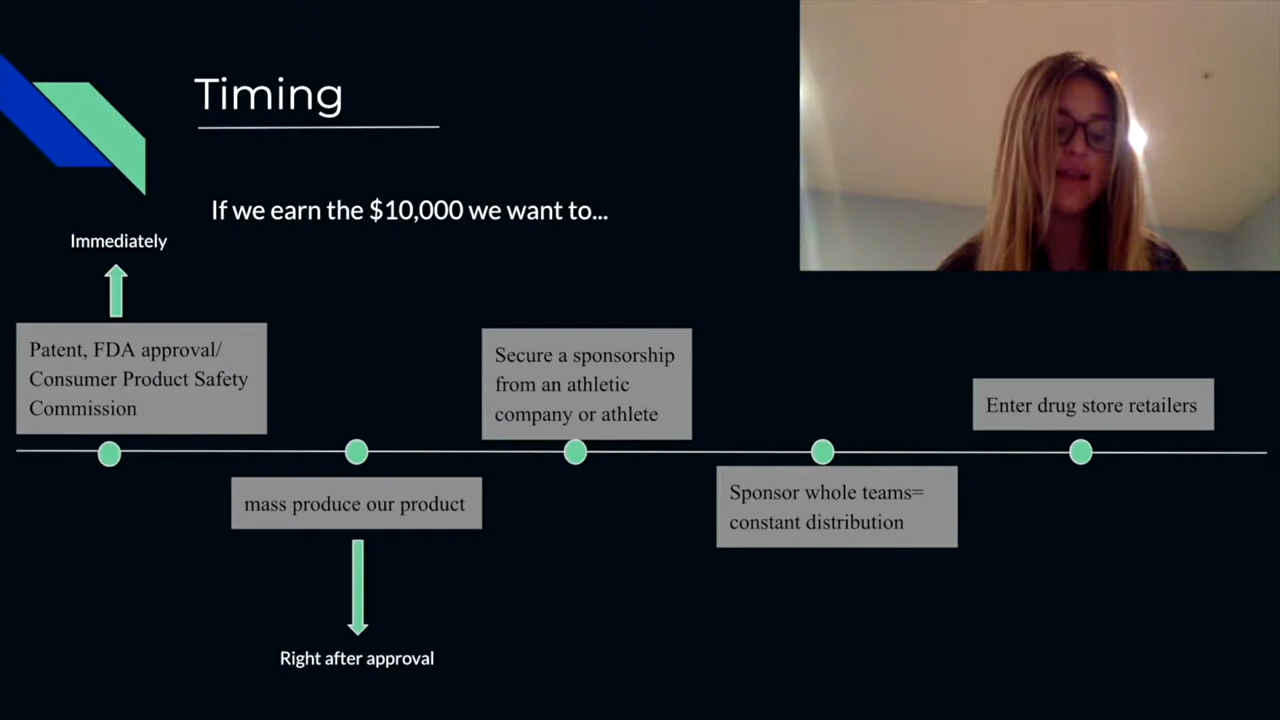 Timing
If we earn the $10,000 we want to...
Immediately
Patent, FDA approval/
Consumer Product Safety
Commission
mass produce our product
Right after approval
Secure a sponsorship
from an athletic
company or athlete
Sponsor whole teams=
constant distribution
Enter drug store retailers